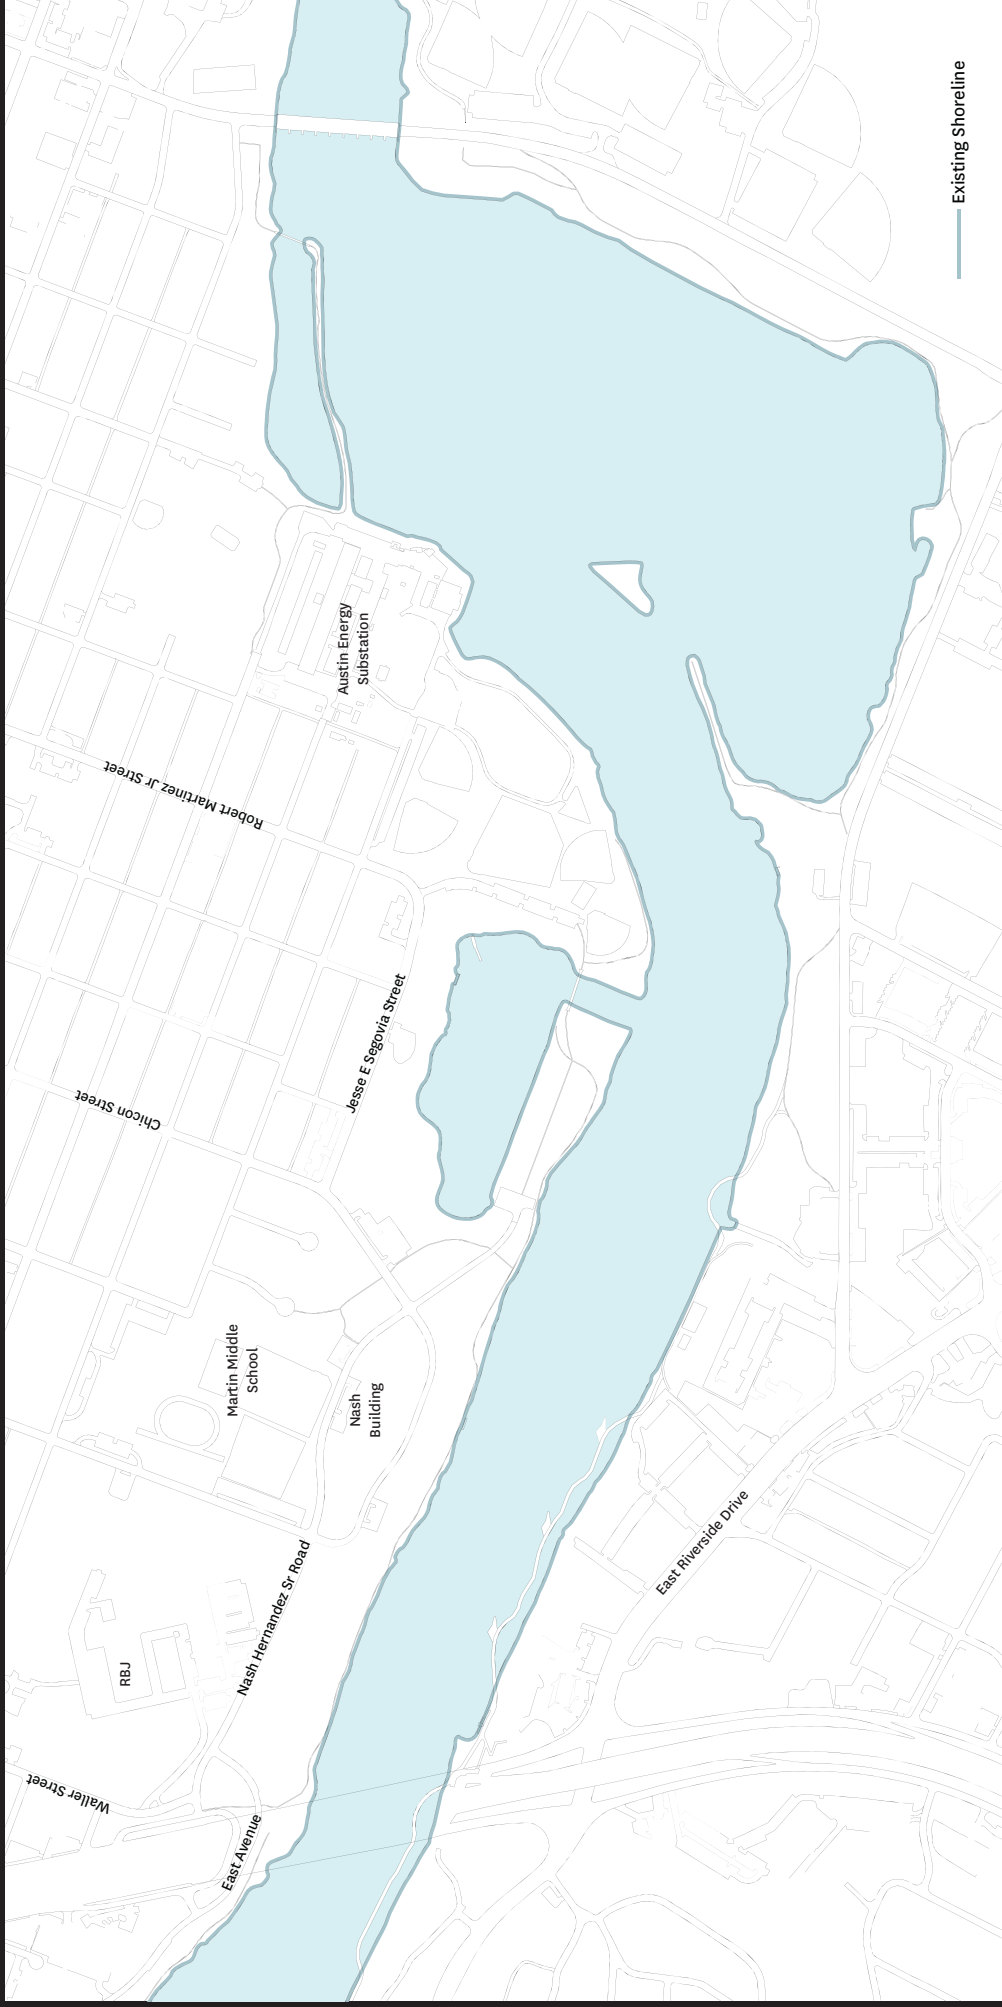 East Avenue
Waller Street
RBJ
Nash Hernandez Sr Road
Martin Middle
School
Nash
Building
Chicon Street
Jesse E Segovia Street
Robert Martinez Jr Street
Austin Energy
Substation
East Riverside Drive
Existing Shoreline